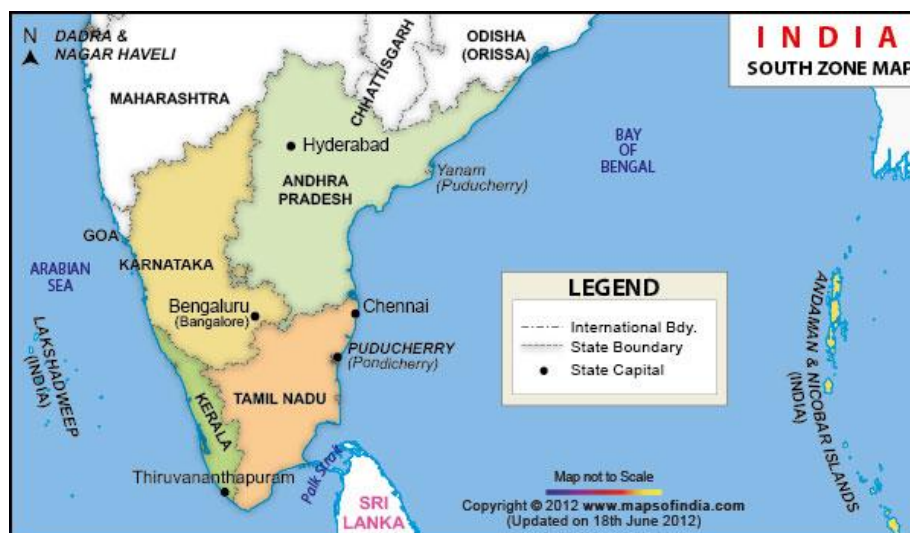 N
DADRA &
NAGAR HAVELI
MAHARASHTRA
CHHATTISGARH
ODISHA
(ORISSA)
INDIA
SOUTH ZONE MAP
Hyderabad
ANDHRA
PRADESH
Yanam
(Puducherry)
BAY
OF
BENGAL
GOA
ARABIAN
SEA
KARNATAKA
Bengaluru
(Bangalore)
Chennai
PUDUCHERRY
(Pondicherry)
LAKSHADWEEP
(INDIA)
KERALA
TAMIL NADU
Thiruvananthapuram
Palk Strait
SRI
LANKA
LEGEND
International Bdy.
State Boundary
State Capital
ANDAMAN & NICOBAR ISLANDS
(INDIA)
Map not to Scale
Copyright © 2012 www.mapsofindia.com
(Updated on 18th June 2012)